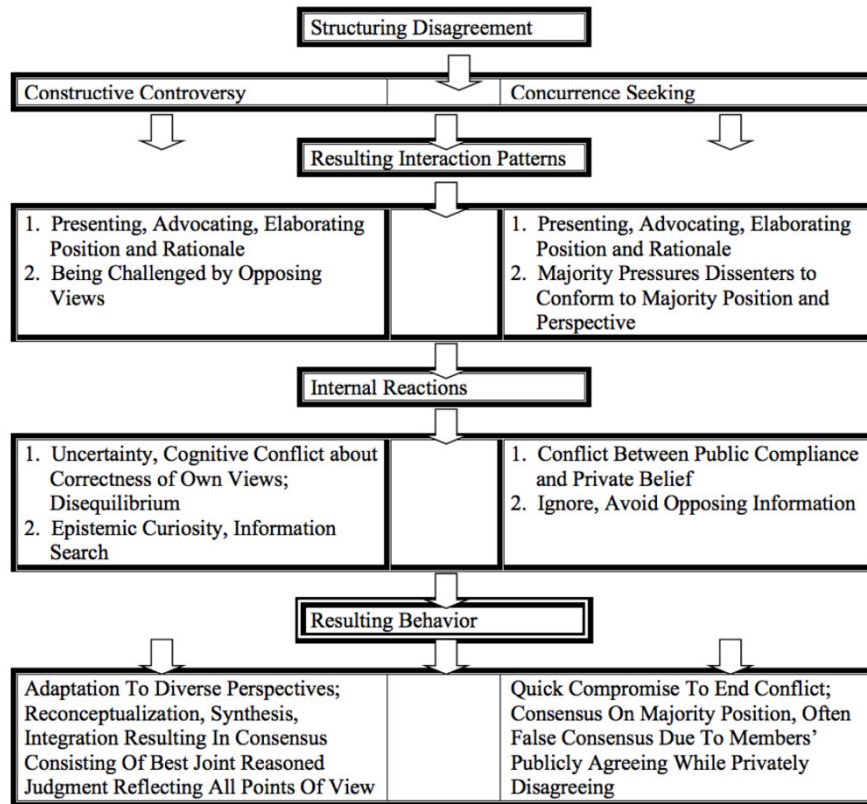 Structuring Disagreement
Constructive Controversy
Concurrence Seeking
Resulting Interaction Patterns
1. Presenting, Advocating, Elaborating
Position and Rationale
2. Being Challenged by Opposing
Views
1. Presenting, Advocating, Elaborating
Position and Rationale
2. Majority Pressures Dissenters to
Conform to Majority Position and
Perspective
Internal Reactions
1. Uncertainty, Cognitive Conflict about
Correctness of Own Views;
Disequilibrium
2. Epistemic Curiosity, Information
Search
1. Conflict Between Public Compliance
and Private Belief
2. Ignore, Avoid Opposing Information
Resulting Behavior
Adaptation To Diverse Perspectives;
Reconceptualization, Synthesis,
Integration Resulting In Consensus
Consisting Of Best Joint Reasoned
Judgment Reflecting All Points Of View
Quick Compromise To End Conflict;
Consensus On Majority Position, Often
False Consensus Due To Members’
Publicly Agreeing While Privately
Disagreeing